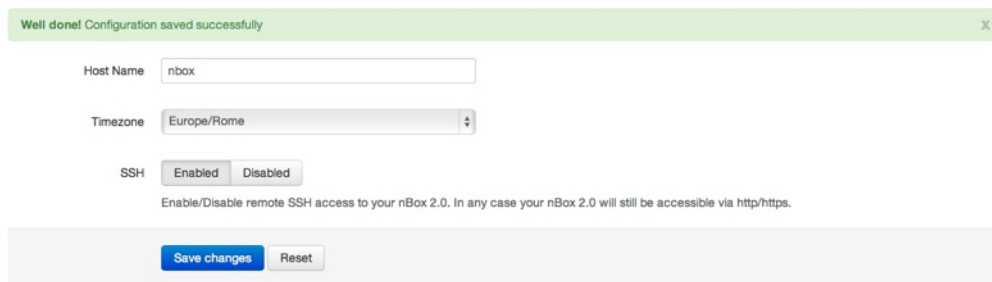 Well done! Configuration saved successfully X
Host Name nbox
Timezone Europe/Rome
SSH Enabled Disabled
Enable/Disable remote SSH access to your nBox 2.0. In any case your nBox 2.0 will still be accessible via http/https.
Save changes Reset